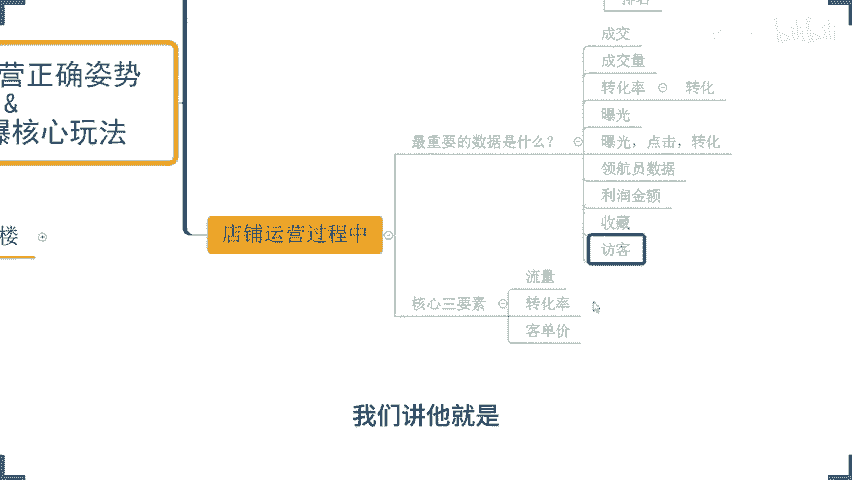 排名
成交
营正确姿势
成交量
转化率
转化
&
曝光
爆核心玩法
最重要的数据是什么?
曝光,点击,转化
领航员数据
利润金额
收藏
店铺运营过程中
楼
访客
流量
核心三要素
转化率
客单价
我们讲他就是